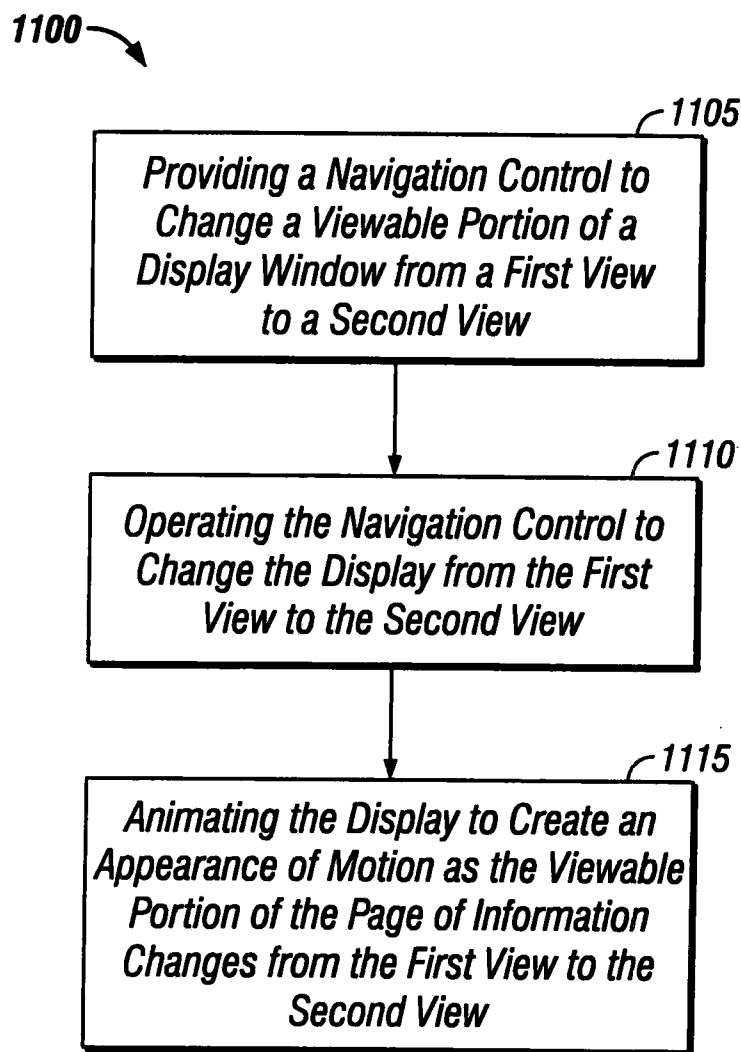 1100
1105
Providing a Navigation Control to
Change a Viewable Portion of a
Display Window from a First View
to a Second View
1110
Operating the Navigation Control to
Change the Display from the First
View to the Second View
1115
Animating the Display to Create an
Appearance of Motion as the Viewable
Portion of the Page of Information
Changes from the First View to the
Second View